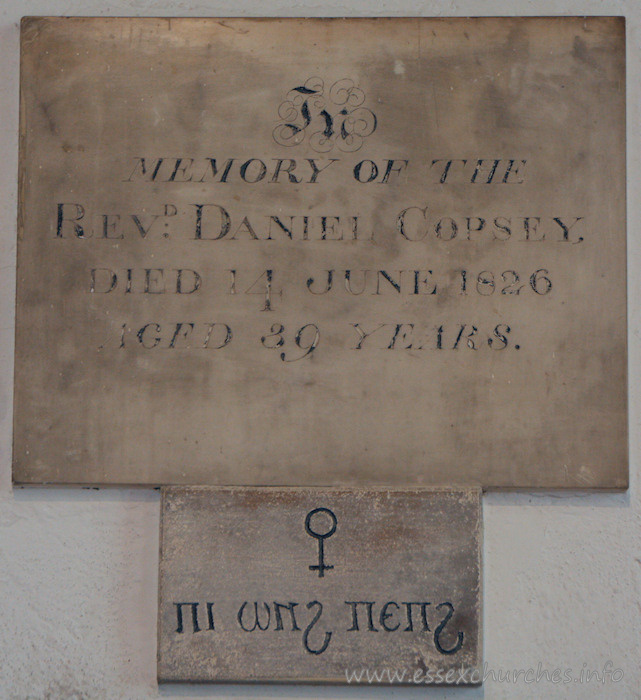 In
MEMORY OF THE
REVD: DANIEL COPSEY,
DIED 14 JUNE 1826
AGED 39 YEARS.
www.essexchurches.info